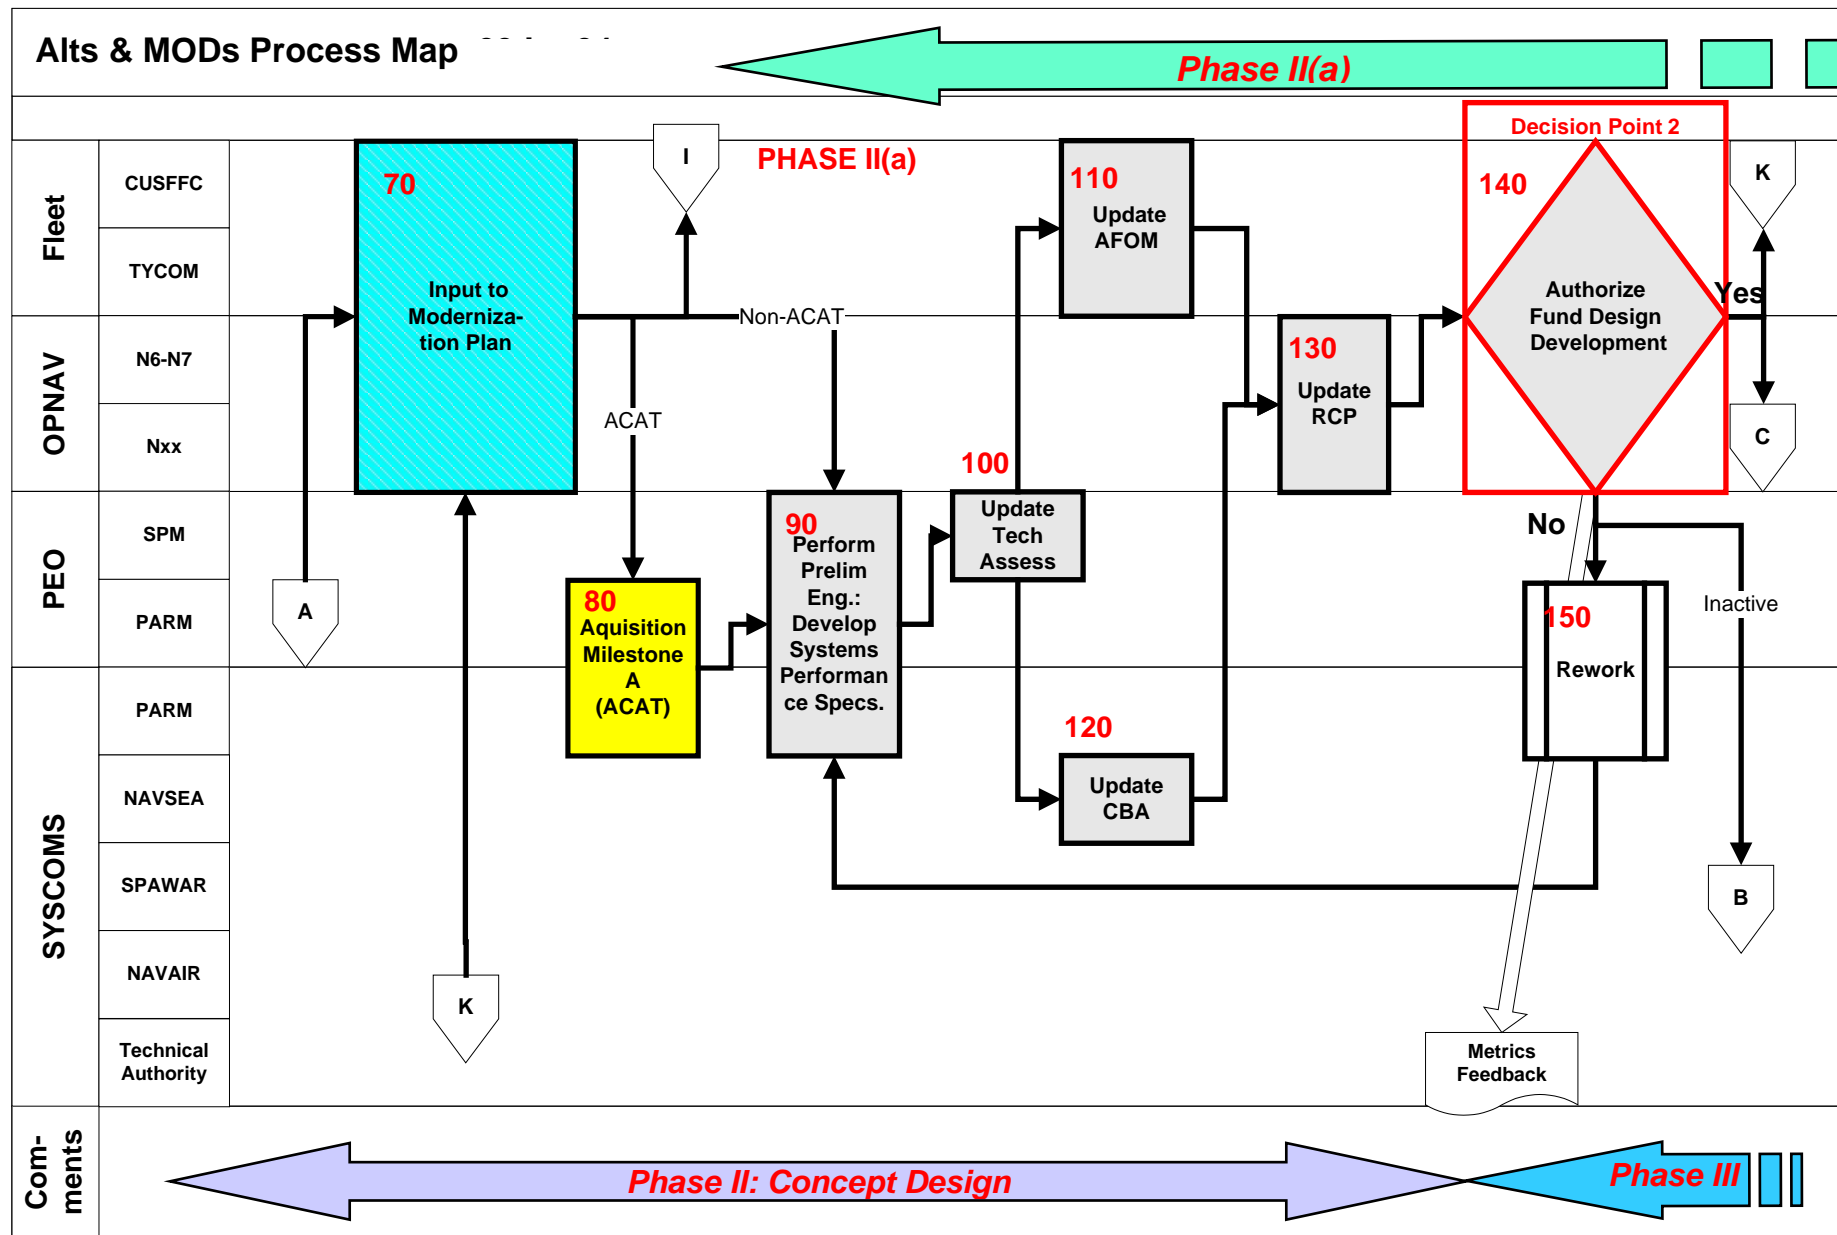 Alts & MODs Process Map
Phase II(a)
Decision Point 2
Fleet
CUSFFC
TYCOM
OPNAV
N6-N7
Nxx
PEO
SPM
PARM
SYSCOMS
PARM
NAVSEA
SPAWAR
NAVAIR
Technical
Authority
Com-
ments
A
70
Input to
Moderniza-
tion Plan
K
I
PHASE II(a)
Non-ACAT
ACAT
80
Aquisition
Milestone
A
(ACAT)
90
Perform
Prelim
Eng.:
Develop
Systems
Performan
ce Specs.
100
Update
Tech
Assess
110
Update
AFOM
120
Update
CBA
130
Update
RCP
140
Authorize
Fund Design
Development
Yes
K
C
No
150
Rework
Inactive
B
Metrics
Feedback
Phase II: Concept Design
Phase III